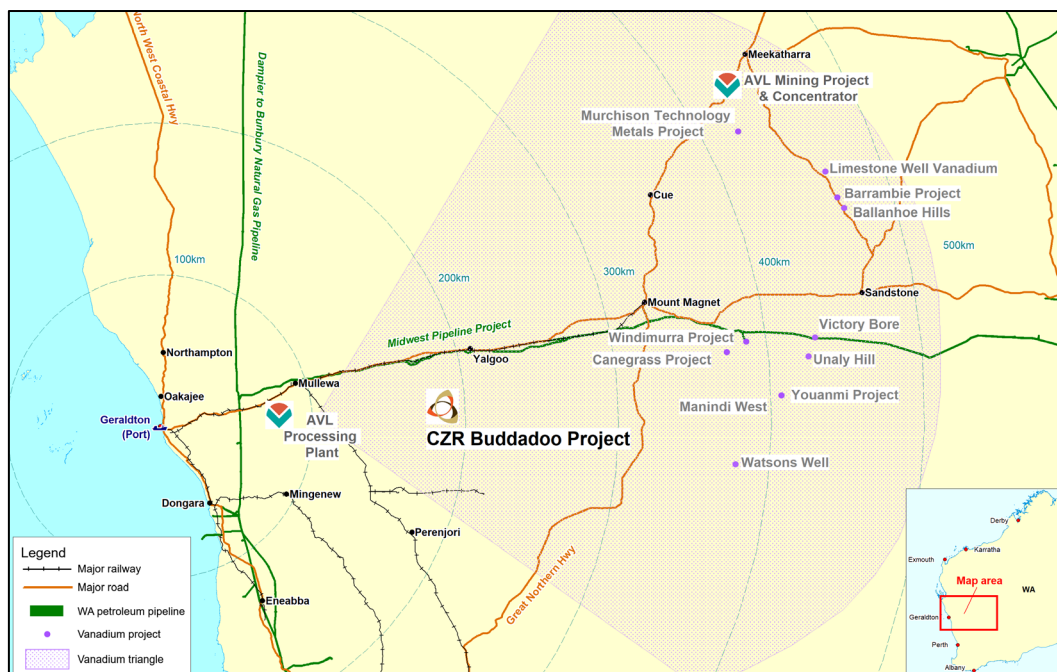 North West Coastal Hwy
Dampier to Bunbury Natural Gas Pipeline
Meekatharra
AVL Mining Project
& Concentrator
Murchison Technology
Metals Project
Limestone Well Vanadium
Barrambie Project
Ballanhoe Hills
Cue
100km
200km
300km
400km
500km
Sandstone
Mount Magnet
Midwest Pipeline Project
Victory Bore
Windimurra Project
Northampton
Yalgoo
Canegrass Project
Unaly Hill
Mullewa
Oakajee
Youanmi Project
Manindi West
Geraldton
(Port)
AVL
Processing
Plant
CZR Buddadoo Project
Watsons Well
Dongara
Mingenew
Perenjori
Great Northern Hwy
Eneabba
Legend
Major railway
Major road
WA petroleum pipeline
Vanadium project
Vanadium triangle
Derby
Karratha
Exmouth
Map area
WA
Geraldton
Perth
Albany